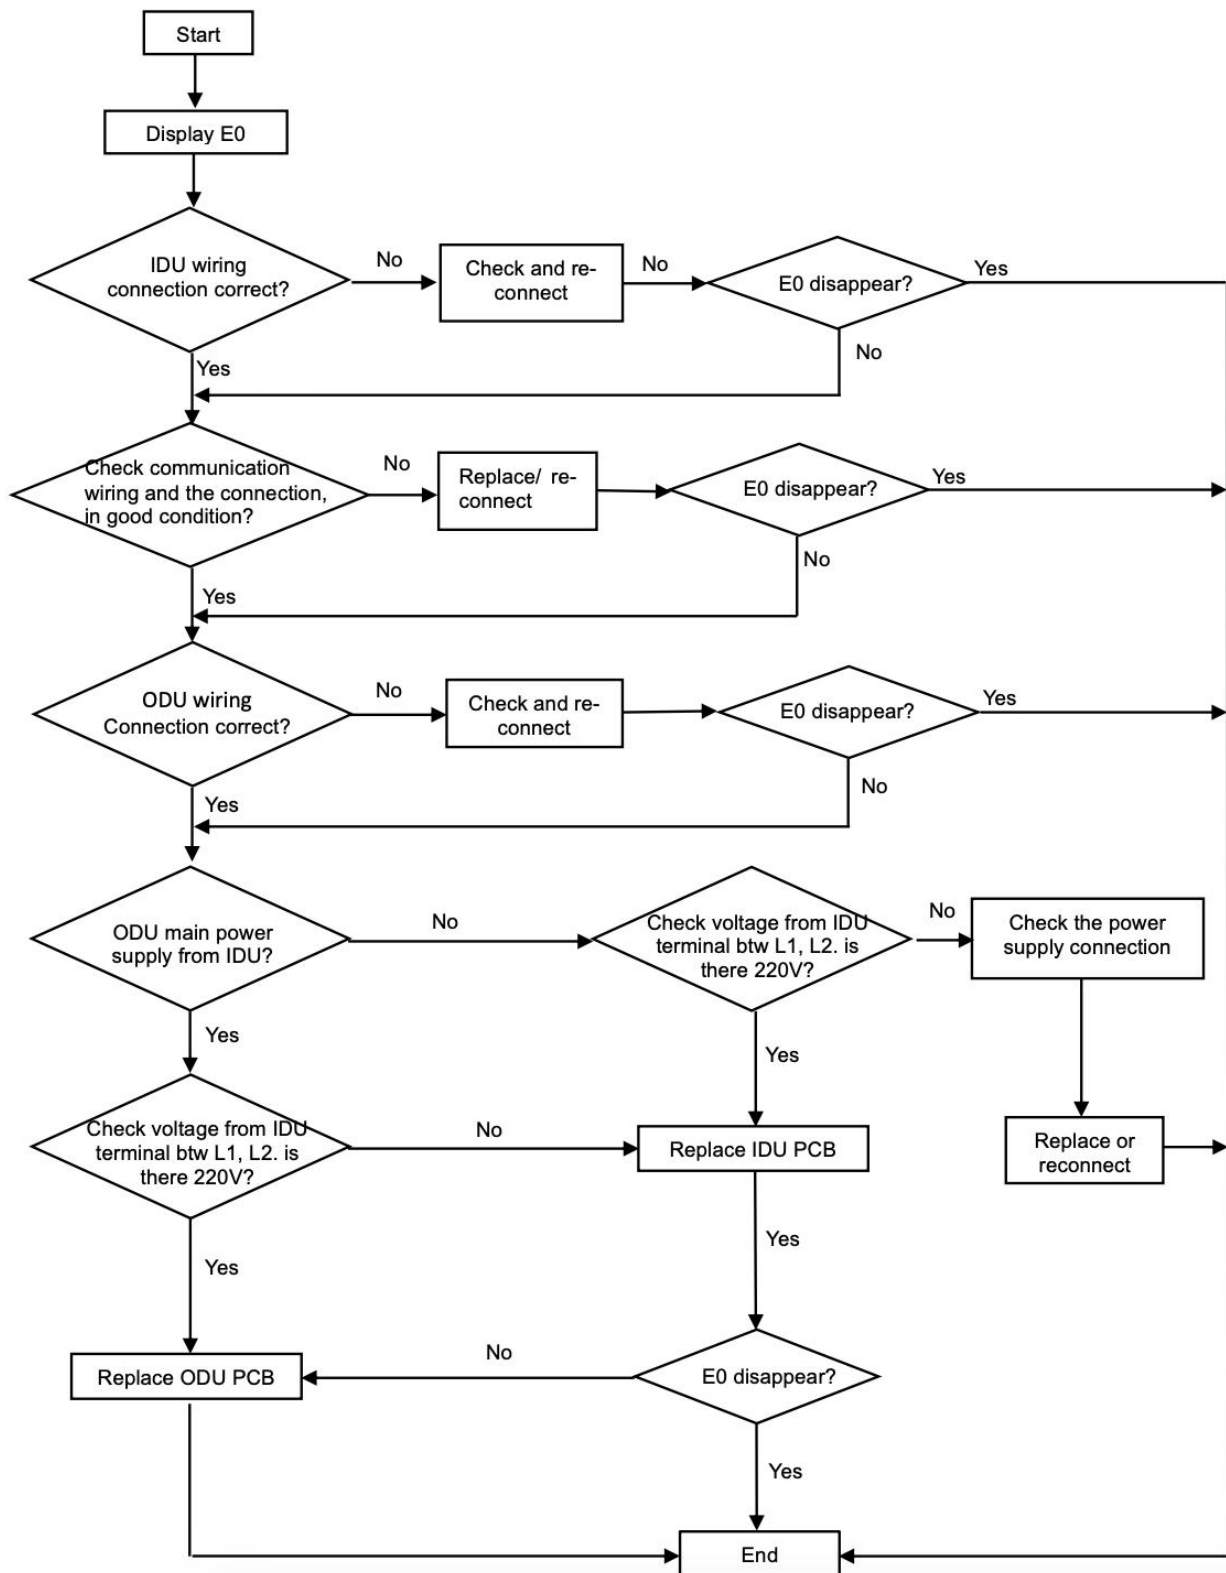 Start
Display E0
IDU wiring
connection correct?
No
Check and re-
connect
No
E0 disappear?
Yes
No
Yes
Check communication
wiring and the connection,
in good condition?
No
Replace/ re-
connect
E0 disappear?
Yes
No
Yes
ODU wiring
Connection correct?
No
Check and re-
connect
E0 disappear?
Yes
No
Yes
ODU main power
supply from IDU?
No
Check voltage from IDU
terminal btw L1, L2. is
there 220V?
No
Check the power
supply connection
Yes
Yes
Check voltage from IDU
terminal btw L1, L2. is
there 220V?
No
Replace IDU PCB
Replace or
reconnect
Yes
Yes
Replace ODU PCB
No
E0 disappear?
Yes
End